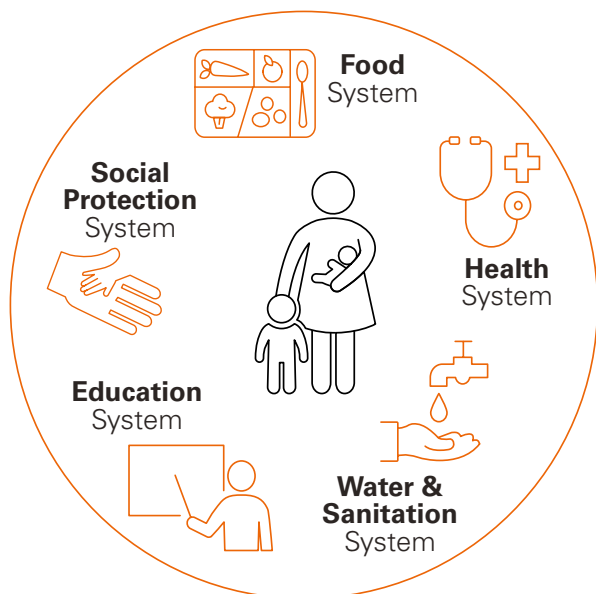 Food
System
Health
System
Water &
Sanitation
System
Education
System
Social
Protection
System